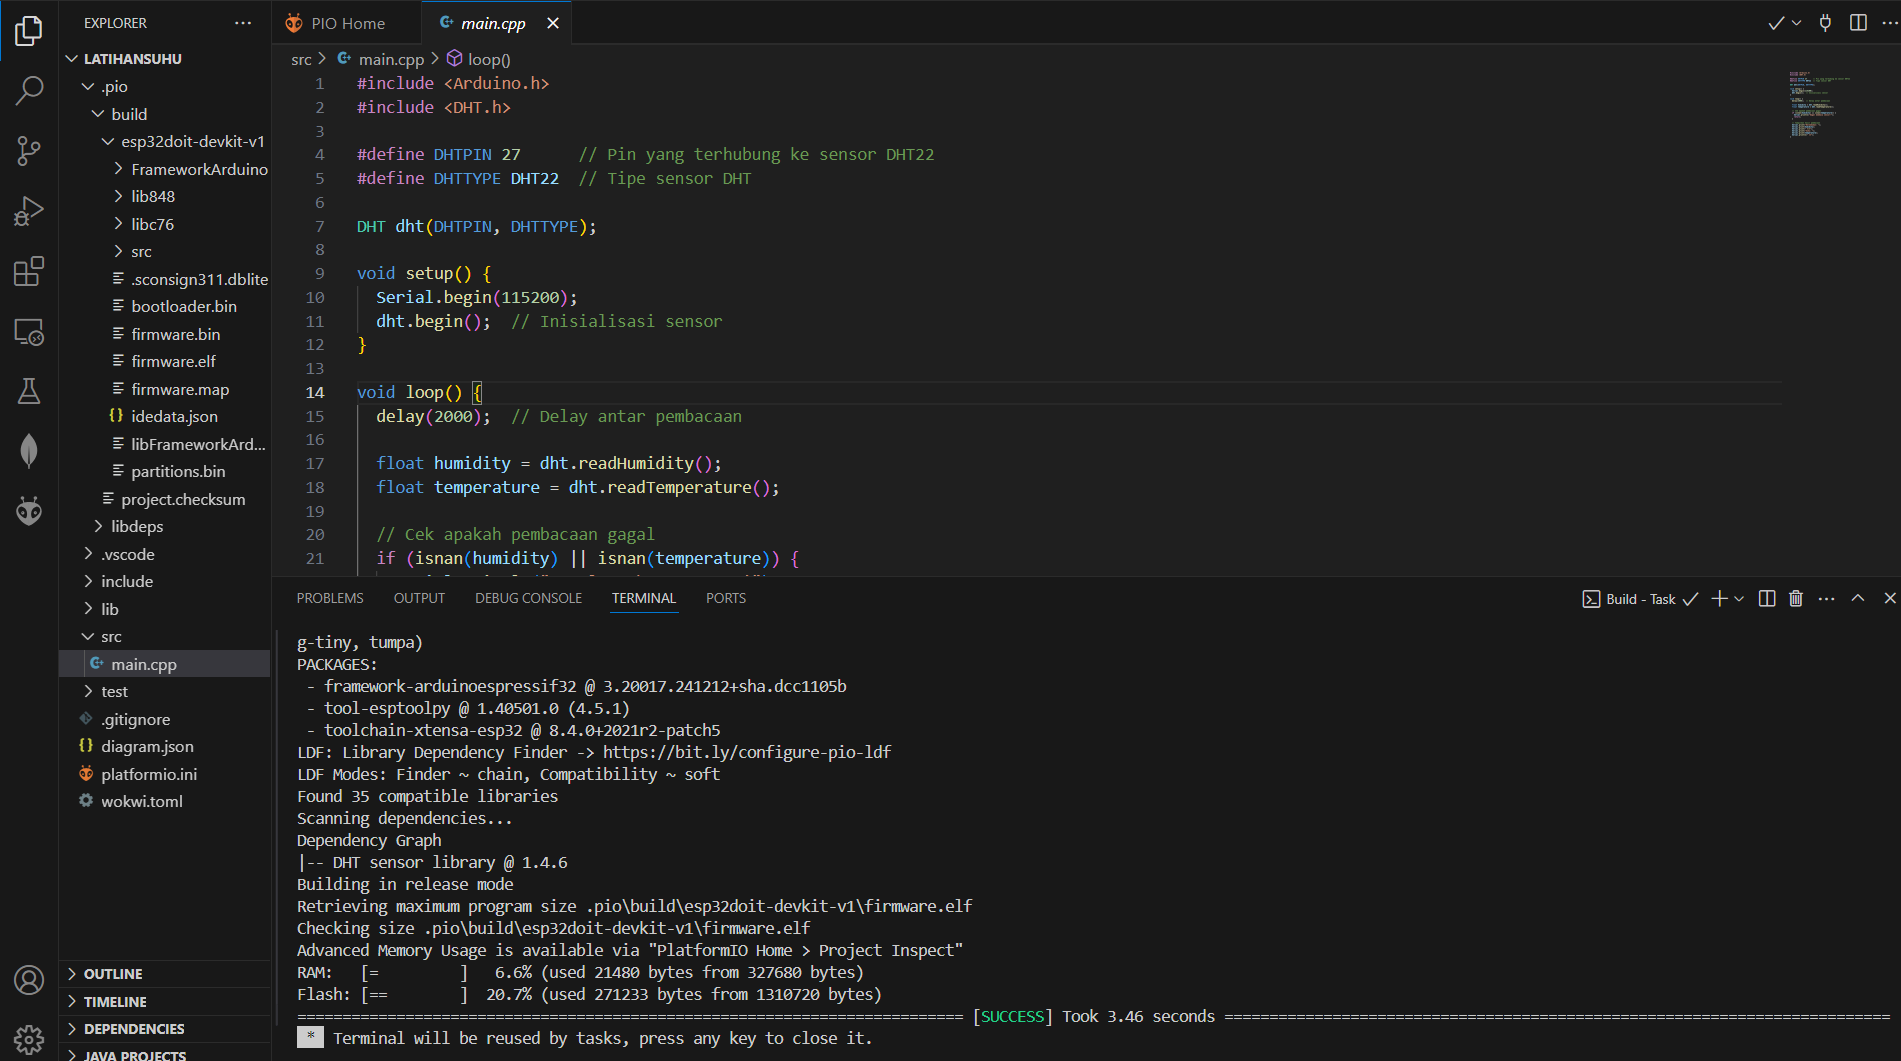 EXPLORER
LATIHANSUHU
.pio
build
esp32doit-devkit-v1
FrameworkArduino
lib848
libc76
src
.sconsign311.dblite
bootloader.bin
firmware.bin
firmware.elf
firmware.map
{} idedata.json
libFrameworkArd...
partitions.bin
project.checksum
libdeps
.vscode
include
lib
src
main.cpp
test
.gitignore
{} diagram.json
platformio.ini
wokwi.toml
OUTLINE
TIMELINE
DEPENDENCIES
JAVA PROJECTS
PIO Home
main.cpp
src > main.cpp > loop()
1 #include <Arduino.h>
2 #include <DHT.h>
3
4 #define DHTPIN 27      // Pin yang terhubung ke sensor DHT22
5 #define DHTTYPE DHT22  // Tipe sensor DHT
6
7 DHT dht(DHTPIN, DHTTYPE);
8
9 void setup() {
10   Serial.begin(115200);
11   dht.begin();  // Inisialisasi sensor
12 }
13
14 void loop() {
15   delay(2000);  // Delay antar pembacaan
16
17   float humidity = dht.readHumidity();
18   float temperature = dht.readTemperature();
19
20   // Cek apakah pembacaan gagal
21   if (isnan(humidity) || isnan(temperature)) {
PROBLEMS OUTPUT DEBUG CONSOLE TERMINAL PORTS
Build - Task
g-tiny, tumpa)
PACKAGES:
 - framework-arduinoespressif32 @ 3.20017.241212+sha.dcc1105b
 - tool-esptoolpy @ 1.40501.0 (4.5.1)
 - toolchain-xtensa-esp32 @ 8.4.0+2021r2-patch5
LDF: Library Dependency Finder -> https://bit.ly/configure-pio-ldf
LDF Modes: Finder ~ chain, Compatibility ~ soft
Found 35 compatible libraries
Scanning dependencies...
Dependency Graph
|-- DHT sensor library @ 1.4.6
Building in release mode
Retrieving maximum program size .pio\build\esp32doit-devkit-v1\firmware.elf
Checking size .pio\build\esp32doit-devkit-v1\firmware.elf
Advanced Memory Usage is available via "PlatformIO Home > Project Inspect"
RAM:   [=         ]   6.6% (used 21480 bytes from 327680 bytes)
Flash: [==        ]  20.7% (used 271233 bytes from 1310720 bytes)
========================================================================== [SUCCESS] Took 3.46 seconds ==========================================================================
* Terminal will be reused by tasks, press any key to close it.